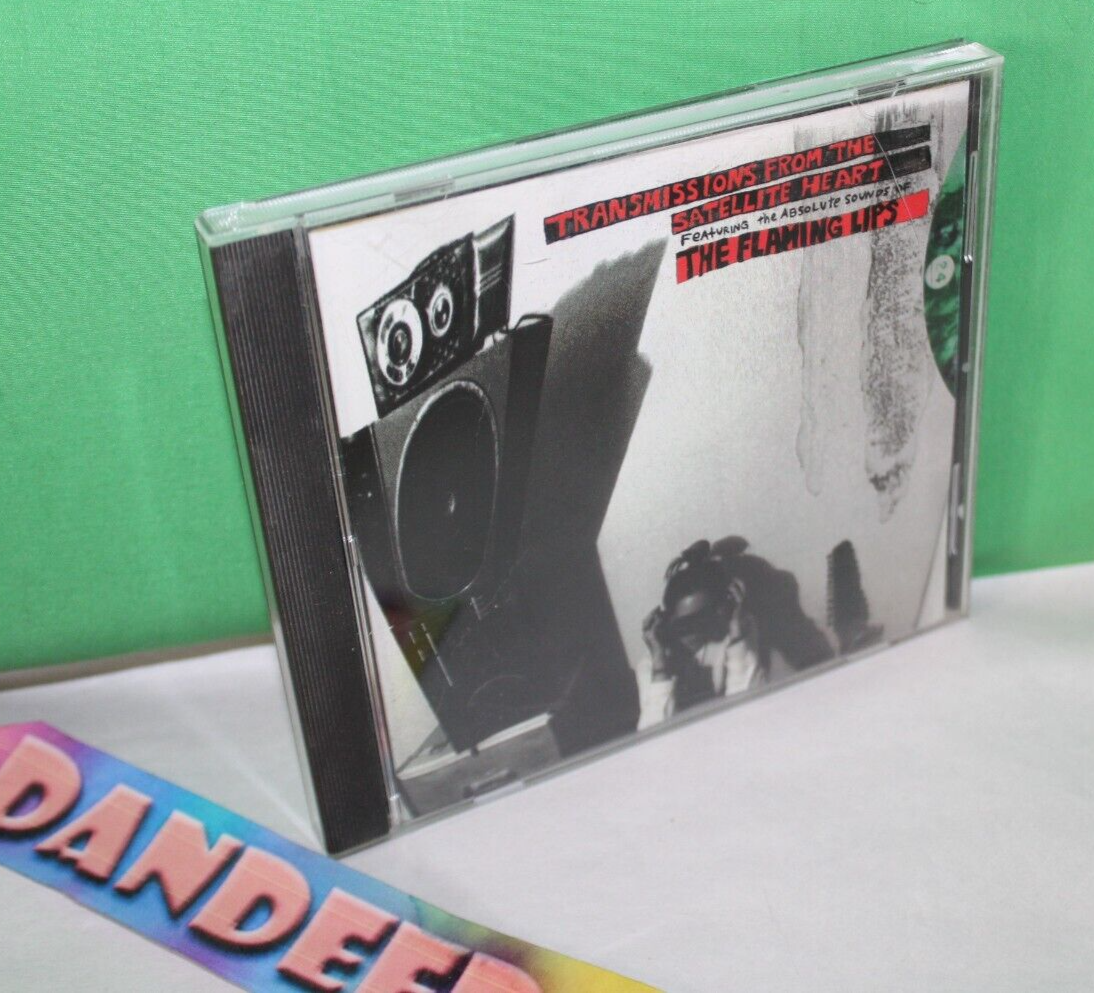 TRANSMISSIONS FROM THE
SATELLITE HEART
FEATURING the ABSOLUTE SOUNDS OF
THE FLAMING LIPS
DANDEE